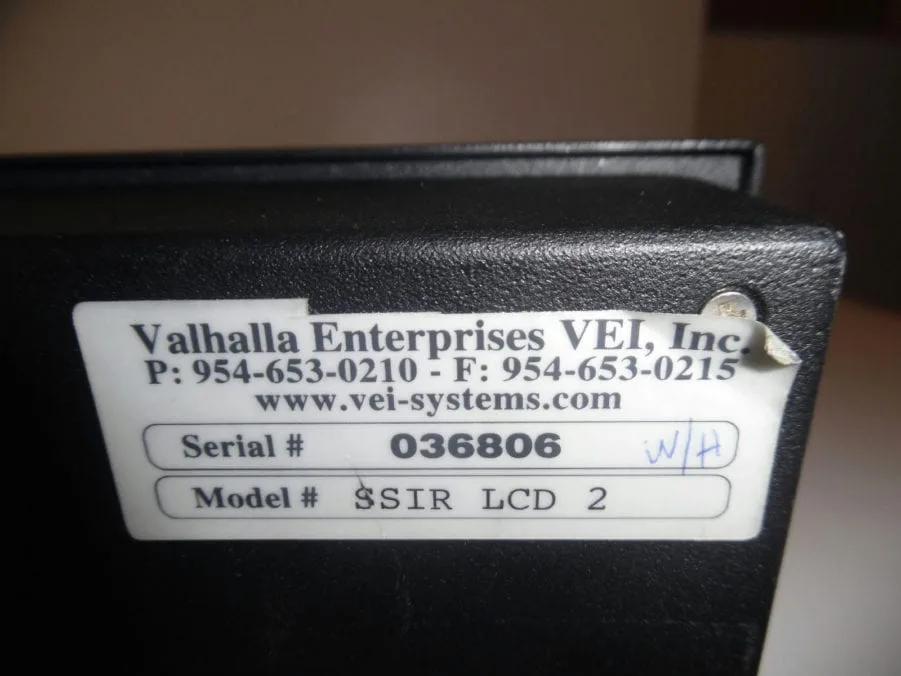 Valhalla Enterprises VEI, Inc.
P: 954-653-0210 - F: 954-653-0215
www.vei-systems.com
Serial # 036806 W/H
Model # SSIR LCD 2